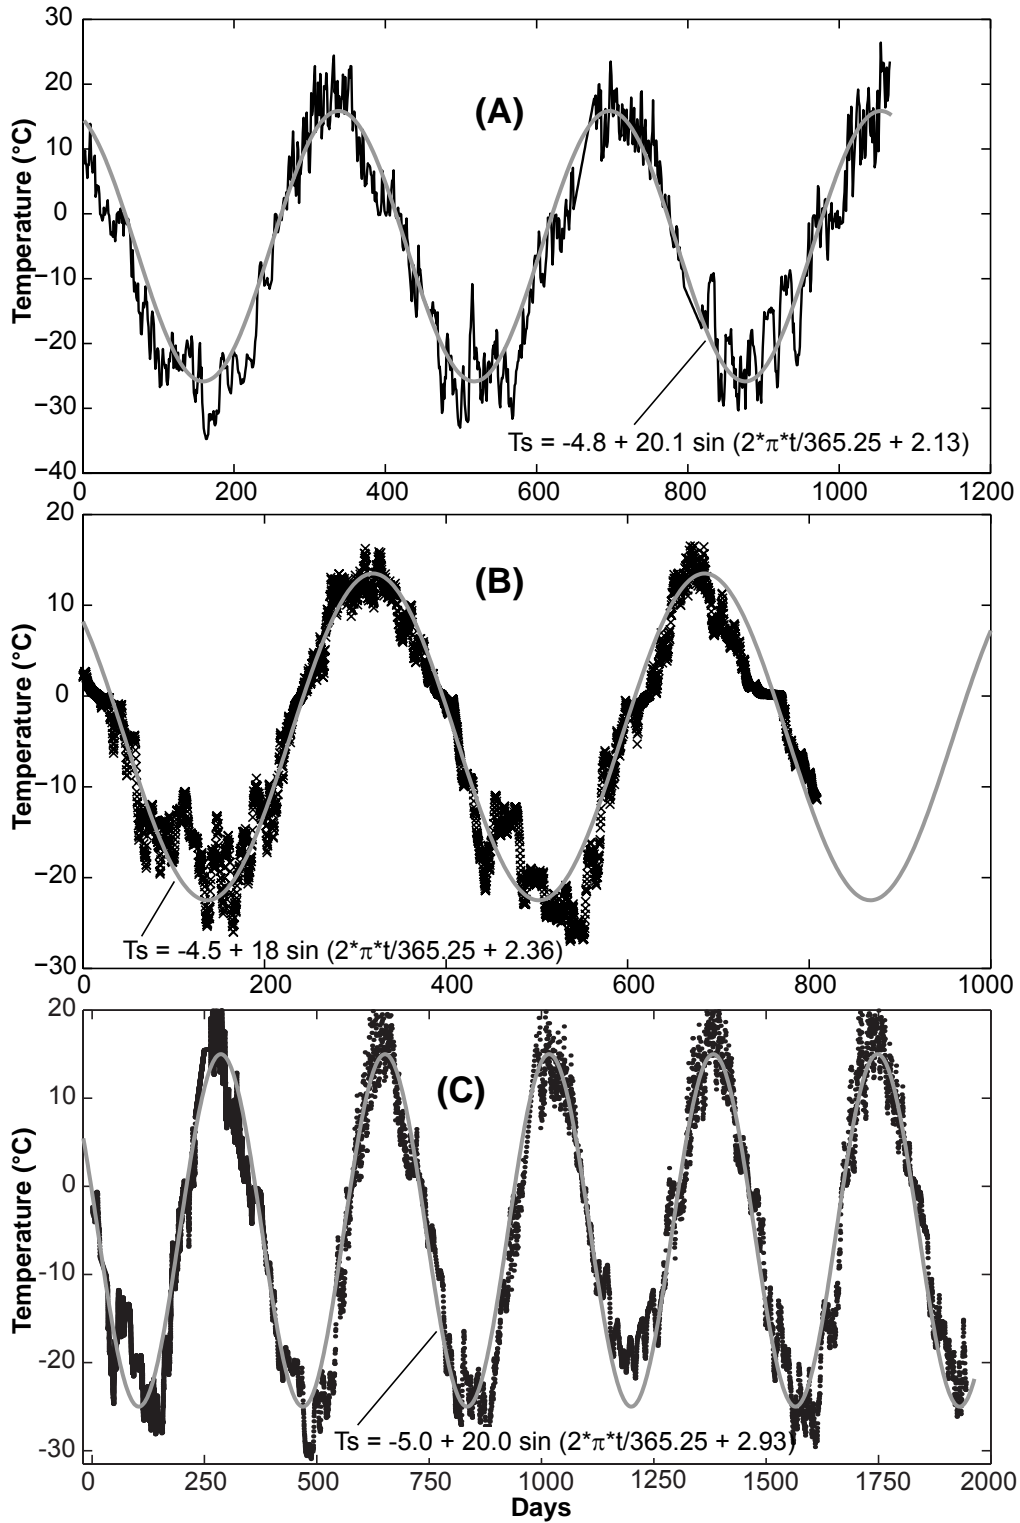 30
20
10
0
−10
−20
−30
−40
Temperature (°C)
(A)
Ts = -4.8 + 20.1 sin (2*π*t/365.25 + 2.13)
0 200 400 600 800 1000 1200
20
10
0
−10
−20
−30
Temperature (°C)
(B)
Ts = -4.5 + 18 sin (2*π*t/365.25 + 2.36)
0 200 400 600 800 1000
20
10
0
-10
-20
-30
Temperature (°C)
(C)
Ts = -5.0 + 20.0 sin (2*π*t/365.25 + 2.93)
0 250 500 750 1000 1250 1500 1750 2000
Days